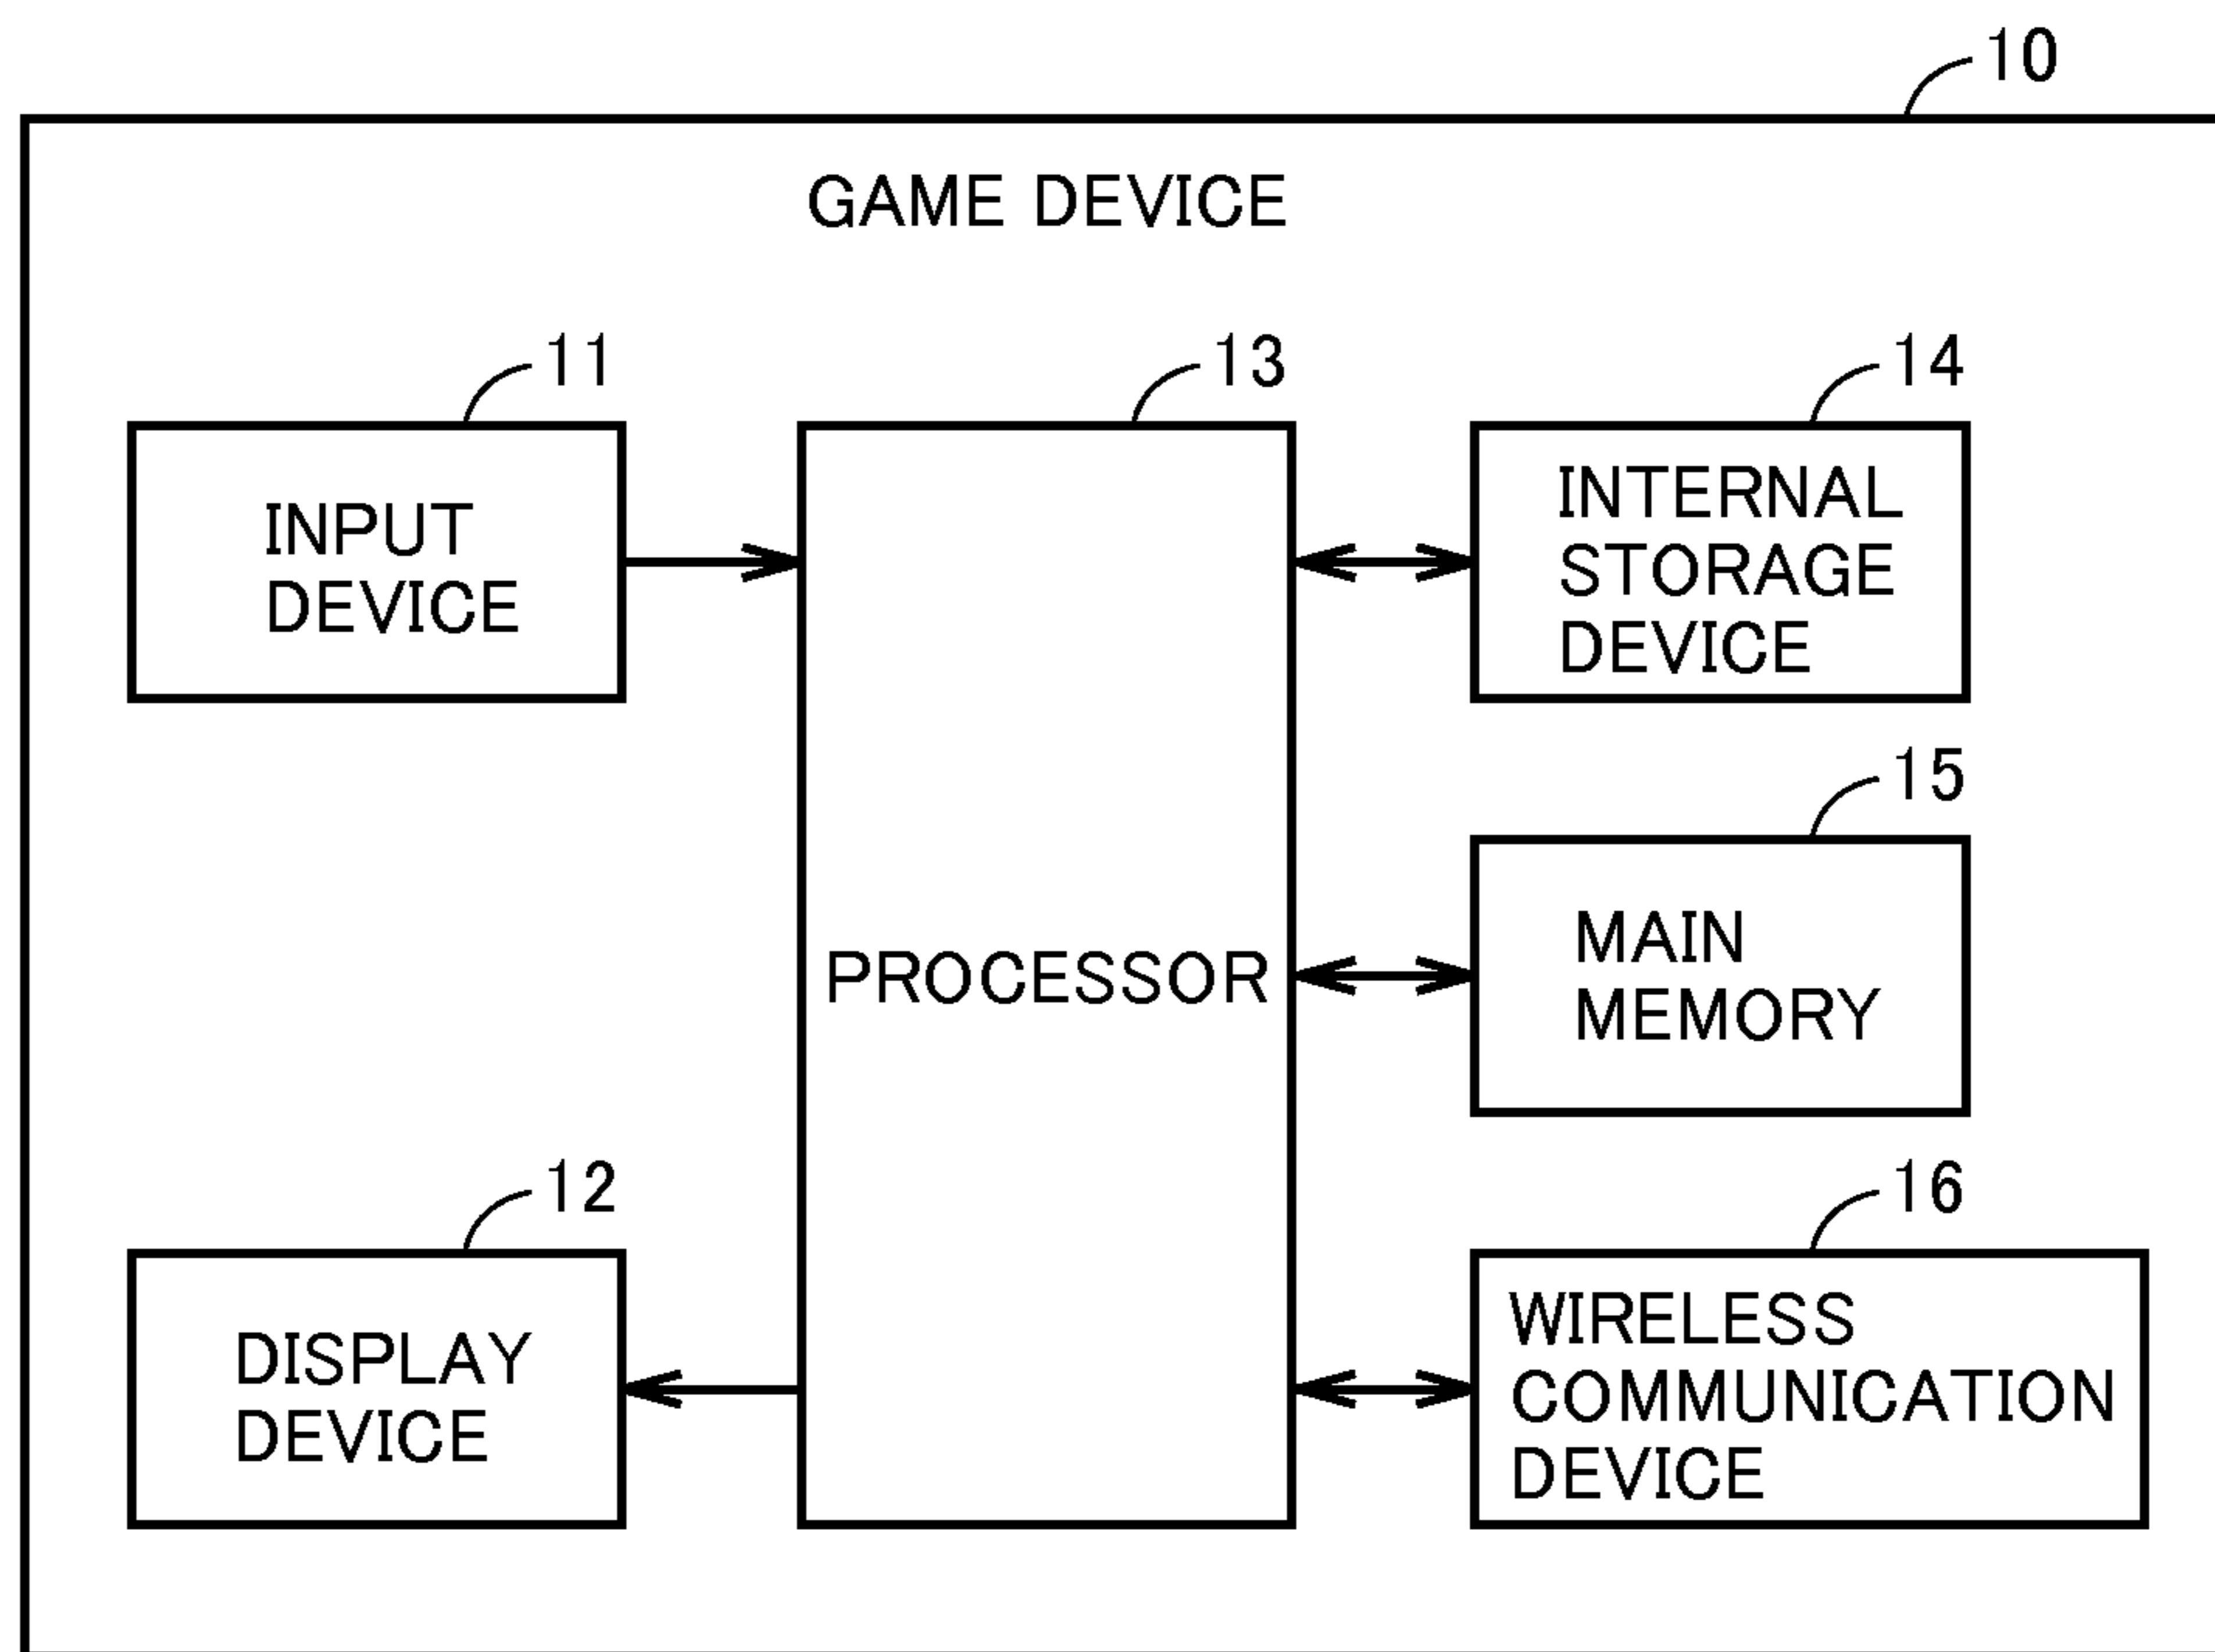 10
GAME DEVICE
11
INPUT
DEVICE
13
PROCESSOR
14
INTERNAL
STORAGE
DEVICE
15
MAIN
MEMORY
12
DISPLAY
DEVICE
16
WIRELESS
COMMUNICATION
DEVICE